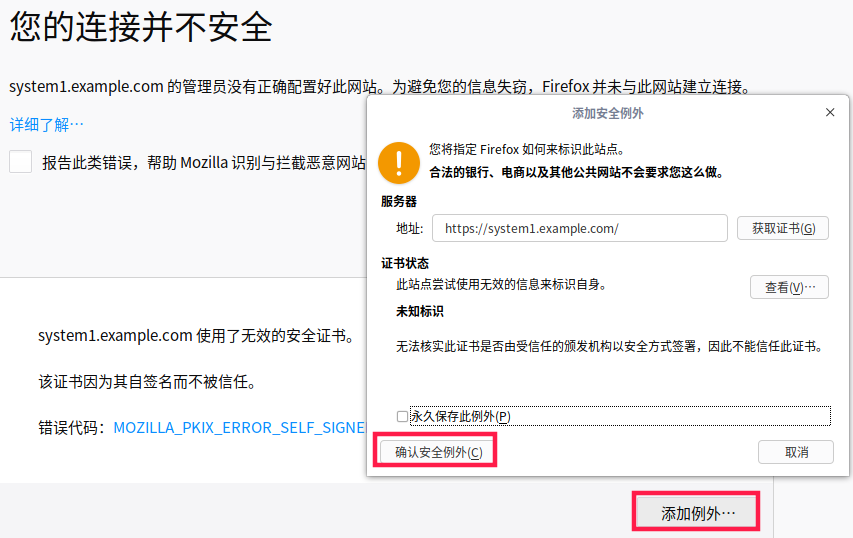 您的连接并不安全
system1.example.com 的管理员没有正确配置好此网站。为避免您的信息失窃，Firefox 并未与此网站建立连接。
详细了解…
报告此类错误，帮助 Mozilla 识别与拦截恶意网站
system1.example.com 使用了无效的安全证书。
该证书因为其自签名而不被信任。
错误代码：MOZILLA_PKIX_ERROR_SELF_SIGNE
添加例外…
添加安全例外
您将指定 Firefox 如何来标识此站点。
合法的银行、电商以及其他公共网站不会要求您这么做。
服务器
地址: https://system1.example.com/ 获取证书(G)
证书状态
此站点尝试使用无效的信息来标识自身。 查看(V)…
未知标识
无法核实此证书是否由受信任的颁发机构以安全方式签署，因此不能信任此证书。
永久保存此例外(P)
确认安全例外(C) 取消